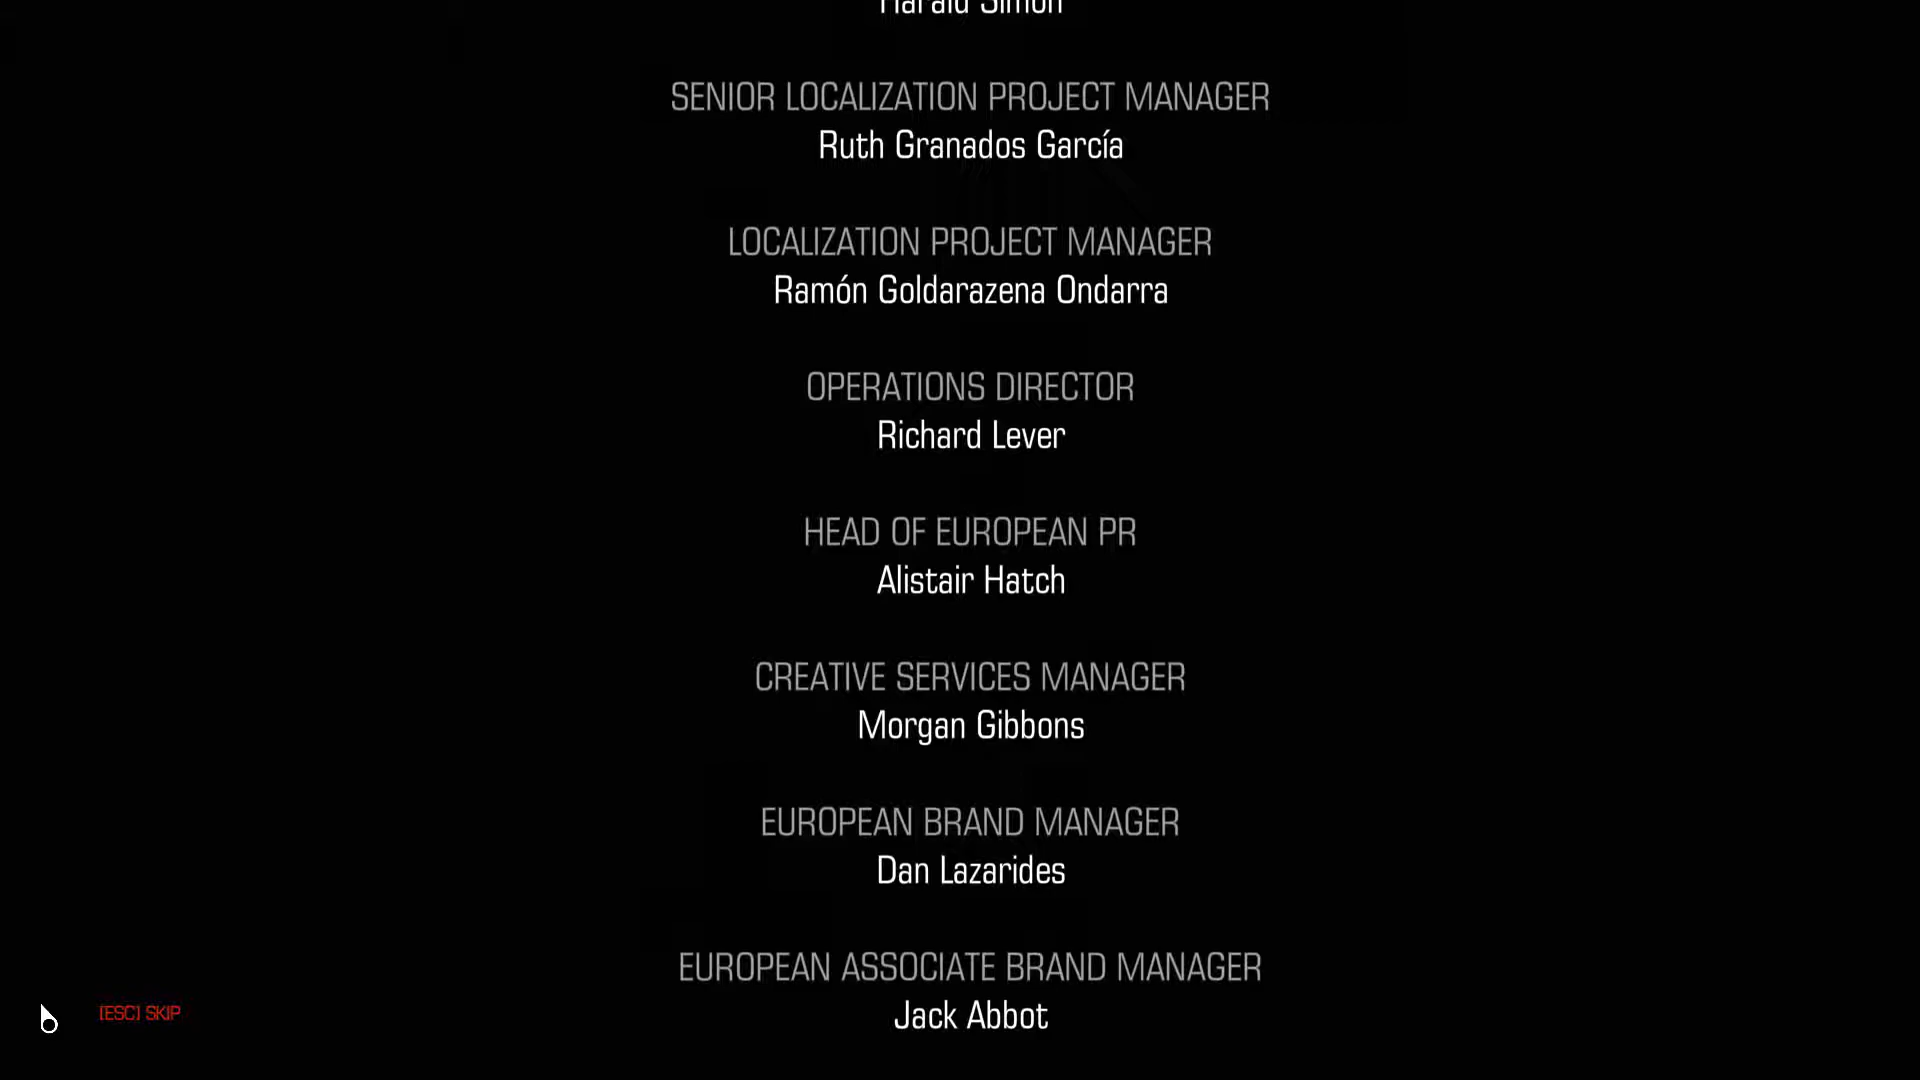 Harald Simon
SENIOR LOCALIZATION PROJECT MANAGER
Ruth Granados García
LOCALIZATION PROJECT MANAGER
Ramón Goldarazena Ondarra
OPERATIONS DIRECTOR
Richard Lever
HEAD OF EUROPEAN PR
Alistair Hatch
CREATIVE SERVICES MANAGER
Morgan Gibbons
EUROPEAN BRAND MANAGER
Dan Lazarides
EUROPEAN ASSOCIATE BRAND MANAGER
Jack Abbot
[ESC] SKIP